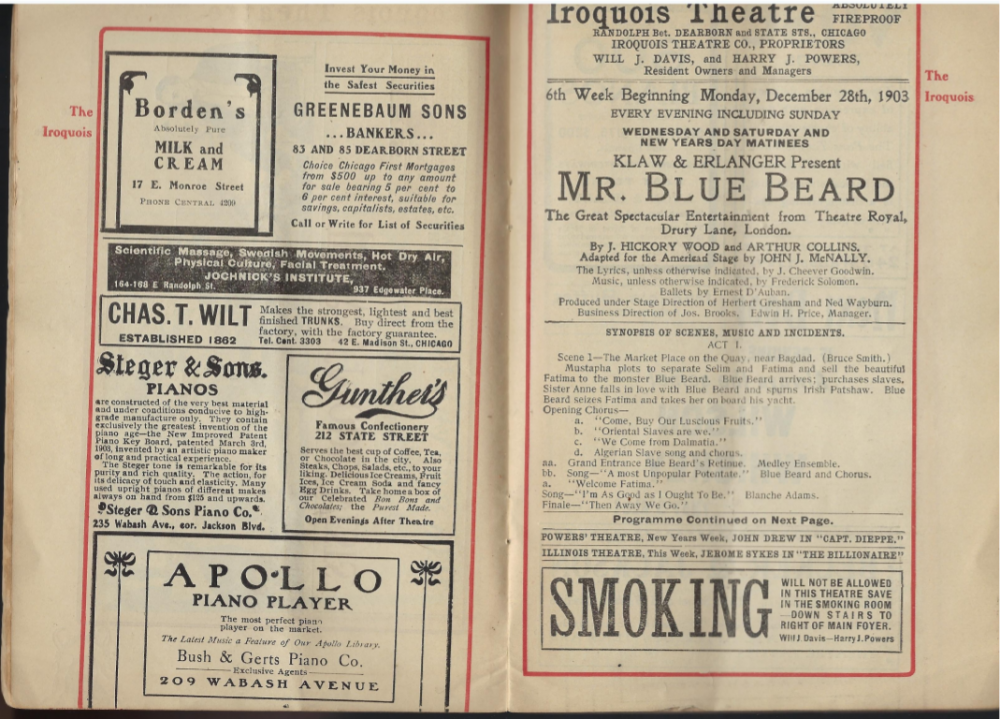 The
Iroquois
Borden's
Absolutely Pure
MILK and
CREAM
17 E. Monroe Street
PHONE CENTRAL 4200
Invest Your Money in
the Safest Securities
GREENEBAUM SONS
...BANKERS...
83 AND 85 DEARBORN STREET
Choice Chicago First Mortgages
from $500 up to any amount
for sale bearing 5 per cent to
6 per cent interest, suitable for
savings, capitalists, estates, etc.
Call or Write for List of Securities
Scientific Massage, Swedish Movements, Hot Dry Air,
Physical Culture, Facial Treatment.
JOCHNICK'S INSTITUTE,
164-168 E Randolph St. 937 Edgewater Place.
CHAS. T. WILT
ESTABLISHED 1862
Makes the strongest, lightest and best
finished TRUNKS. Buy direct from the
factory, with the factory guarantee.
Tel. Cent. 3303 42 E. Madison St., CHICAGO
Steger & Sons.
PIANOS
are constructed of the very best material
and under conditions conducive to high-
grade manufacture only. They contain
exclusively the greatest invention of the
piano age—the New Improved Patent
Piano Key Board, patented March 3rd,
1903, invented by an artistic piano maker
of long and practical experience.
The Steger tone is remarkable for its
purity and rich quality. The action, for
its delicacy of touch and elasticity. Many
used upright pianos of different makes
always on hand from $125 and upwards.
Steger & Sons Piano Co.
235 Wabash Ave., cor. Jackson Blvd.
Gunther's
Famous Confectionery
212 STATE STREET
Serves the best cup of Coffee, Tea,
or Chocolate in the city. Also
Steaks, Chops, Salads, etc., to your
liking. Delicious Ice Creams, Fruit
Ices, Ice Cream Soda and fancy
Egg Drinks. Take home a box of
our Celebrated Bon Bons and
Chocolates; the Purest Made.
Open Evenings After Theatre
APOLLO
PIANO PLAYER
The most perfect piano
player on the market.
The Latest Music a Feature of Our Apollo Library.
Bush & Gerts Piano Co.
Exclusive Agents
209 WABASH AVENUE
Iroquois Theatre ABSOLUTELY
FIREPROOF
RANDOLPH Bet. DEARBORN and STATE STS., CHICAGO
IROQUOIS THEATRE CO., PROPRIETORS
WILL J. DAVIS, and HARRY J. POWERS,
Resident Owners and Managers
The
Iroquois
6th Week Beginning Monday, December 28th, 1903
EVERY EVENING INCLUDING SUNDAY
WEDNESDAY AND SATURDAY AND
NEW YEARS DAY MATINEES
KLAW & ERLANGER Present
MR. BLUE BEARD
The Great Spectacular Entertainment from Theatre Royal,
Drury Lane, London.
By J. HICKORY WOOD and ARTHUR COLLINS.
Adapted for the American Stage by JOHN J. McNALLY.
The Lyrics, unless otherwise indicated, by J. Cheever Goodwin.
Music, unless otherwise indicated, by Frederick Solomon.
Ballets by Ernest D'Auban.
Produced under Stage Direction of Herbert Gresham and Ned Wayburn.
Business Direction of Jos. Brooks. Edwin H. Price, Manager.
SYNOPSIS OF SCENES, MUSIC AND INCIDENTS.
ACT I.
Scene 1—The Market Place on the Quay, near Bagdad. (Bruce Smith.)
Mustapha plots to separate Selim and Fatima and sell the beautiful
Fatima to the monster Blue Beard. Blue Beard arrives; purchases slaves.
Sister Anne falls in love with Blue Beard and spurns Irish Patshaw. Blue
Beard seizes Fatima and takes her on board his yacht.
Opening Chorus—
a. "Come, Buy Our Luscious Fruits."
b. "Oriental Slaves are we."
c. "We Come from Dalmatia."
d. Algerian Slave song and chorus.
aa. Grand Entrance Blue Beard's Retinue. Medley Ensemble.
bb. Song—"A most Unpopular Potentate." Blue Beard and Chorus.
a. "Welcome Fatima."
Song—"I'm As Good as I Ought To Be." Blanche Adams.
Finale—"Then Away We Go."
Programme Continued on Next Page.
POWERS' THEATRE, New Years Week, JOHN DREW IN "CAPT. DIEPPE."
ILLINOIS THEATRE, This Week, JEROME SYKES IN "THE BILLIONAIRE"
SMOKING
WILL NOT BE ALLOWED
IN THIS THEATRE SAVE
IN THE SMOKING ROOM
—DOWN STAIRS TO
RIGHT OF MAIN FOYER.
Will J Davis—Harry J. Powers